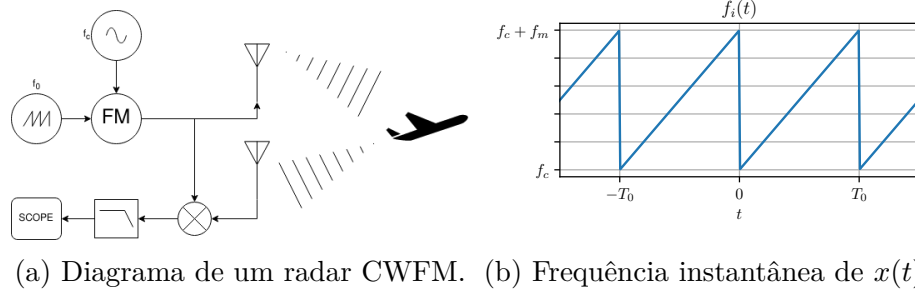 f_c
f_0
FM
SCOPE
(a) Diagrama de um radar CWFM.
f_i(t)
f_c + f_m
f_c
−T_0
0
T_0
t
(b) Frequência instantânea de x(t)